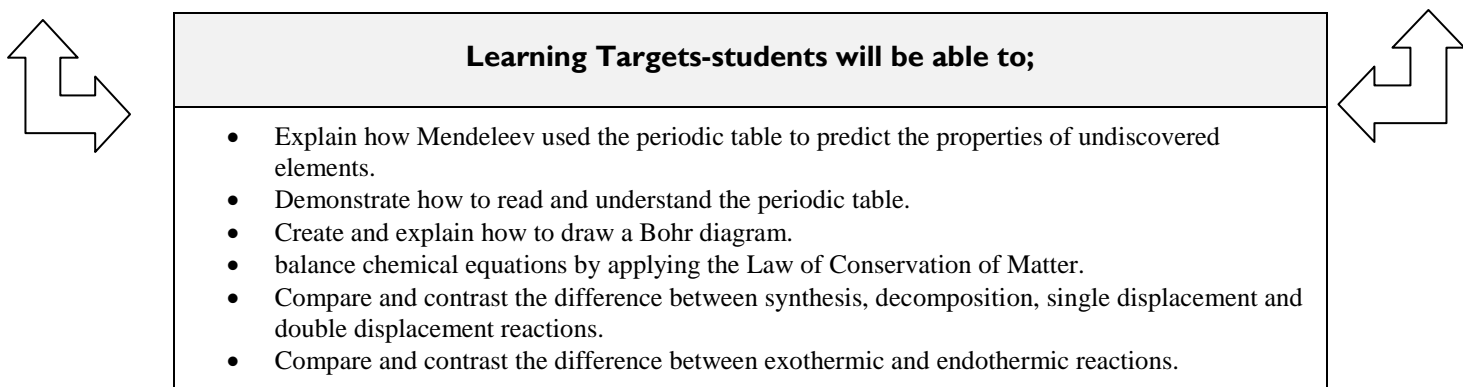 Learning Targets-students will be able to;
• Explain how Mendeleev used the periodic table to predict the properties of undiscovered
elements.
• Demonstrate how to read and understand the periodic table.
• Create and explain how to draw a Bohr diagram.
• balance chemical equations by applying the Law of Conservation of Matter.
• Compare and contrast the difference between synthesis, decomposition, single displacement and
double displacement reactions.
• Compare and contrast the difference between exothermic and endothermic reactions.